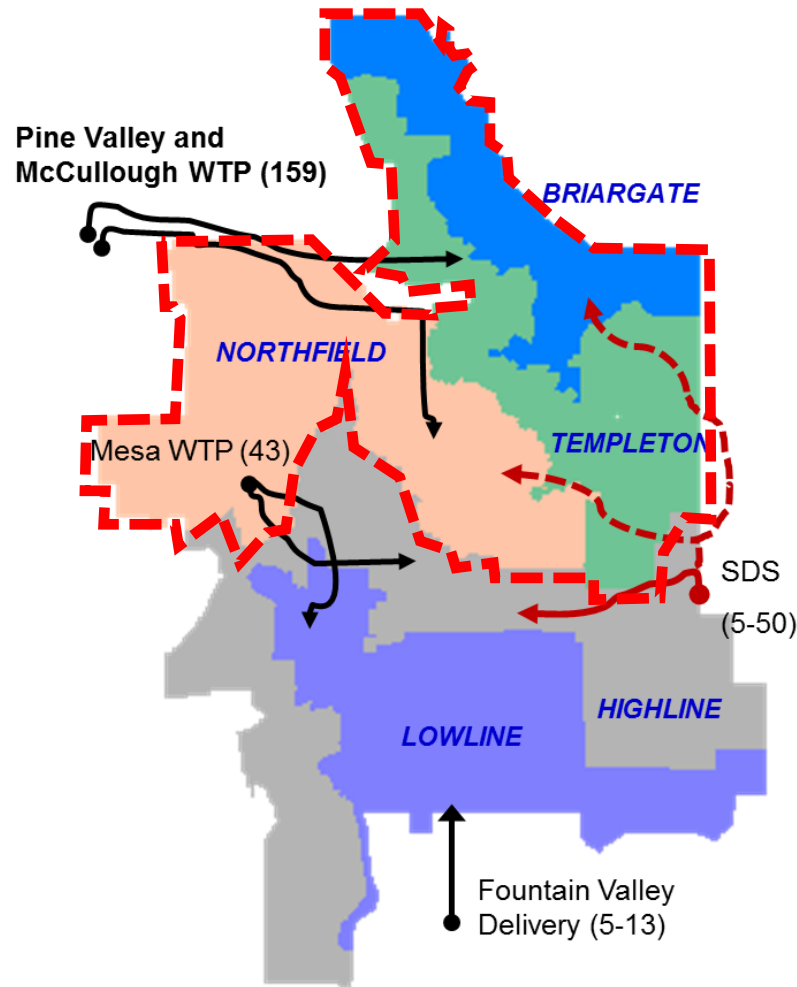 Pine Valley and
McCullough WTP (159)
BRIARGATE
NORTHFIELD
TEMPLETON
Mesa WTP (43)
SDS
(5-50)
HIGHLINE
LOWLINE
Fountain Valley
Delivery (5-13)